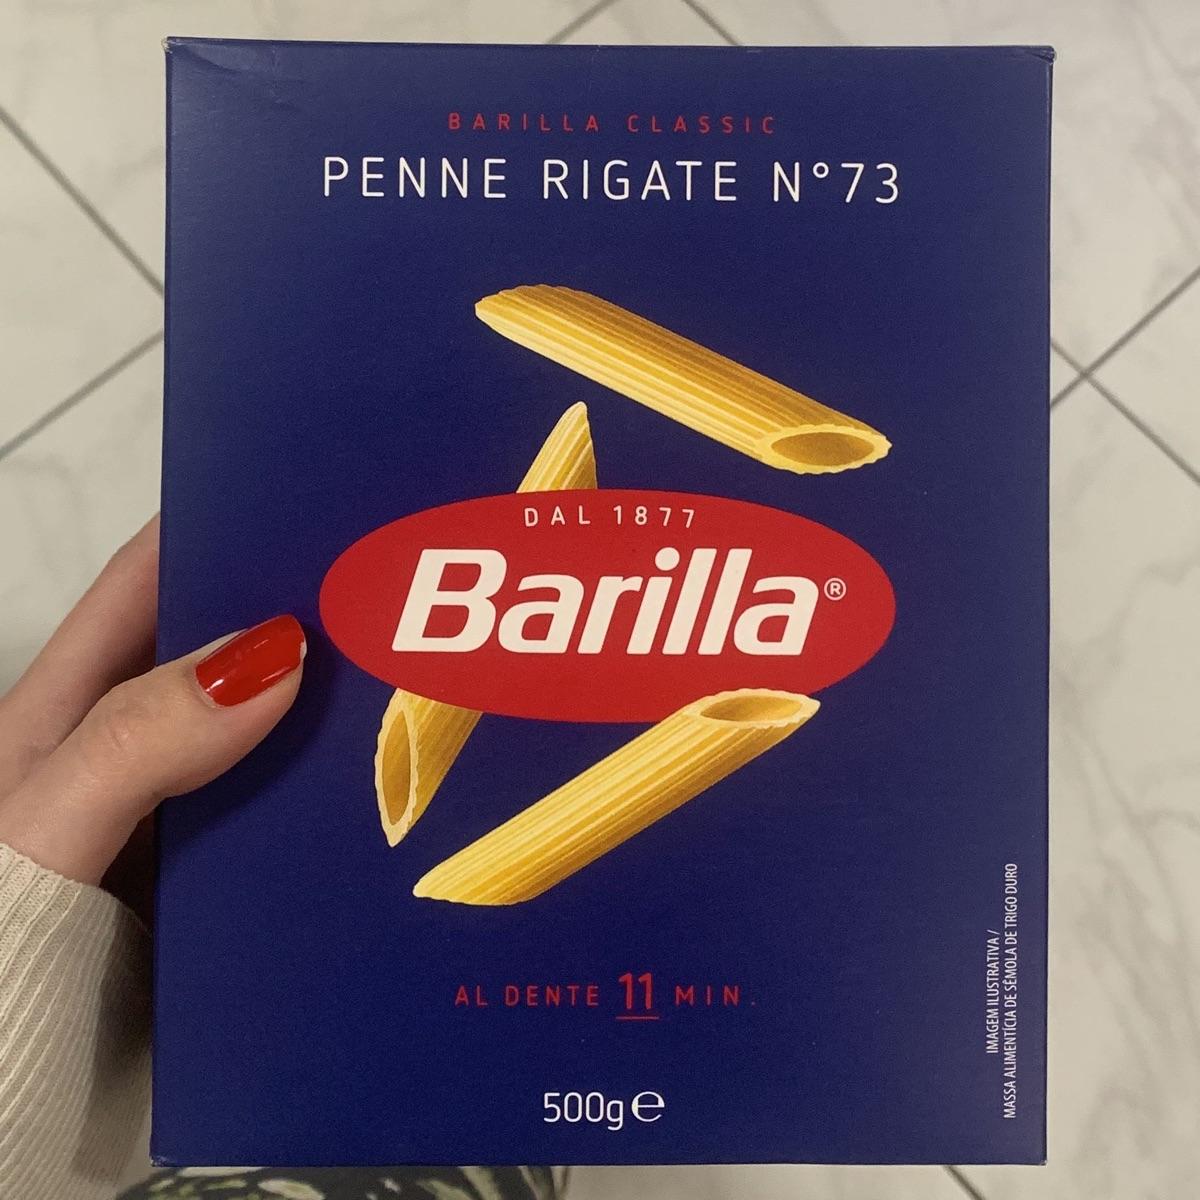 BARILLA CLASSIC
PENNE RIGATE N°73
DAL 1877
Barilla®
AL DENTE 11 MIN.
500g℮
IMAGEM ILUSTRATIVA /
MASSA ALIMENTÍCIA DE SÊMOLA DE TRIGO DURO